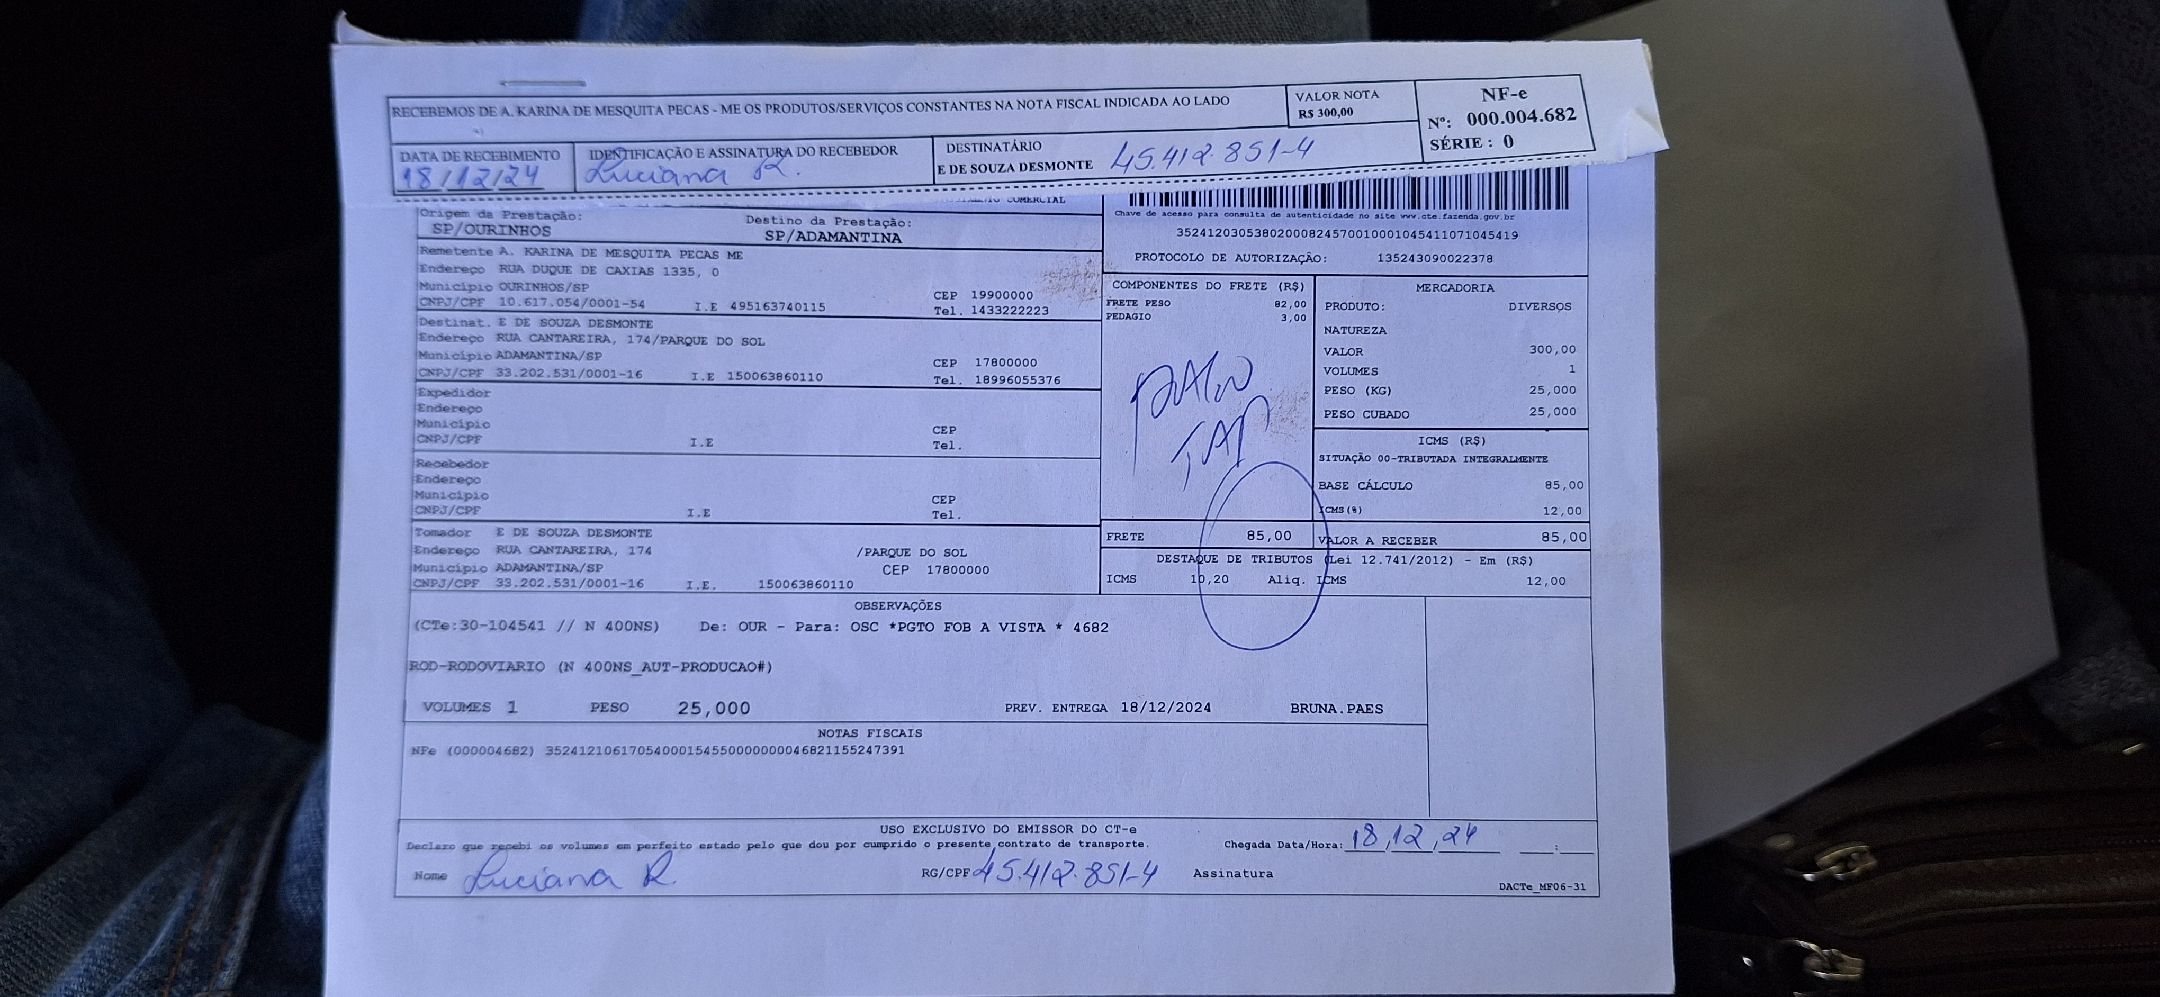 RECEBEMOS DE A. KARINA DE MESQUITA PECAS - ME OS PRODUTOS/SERVIÇOS CONSTANTES NA NOTA FISCAL INDICADA AO LADO
VALOR NOTA
R$ 300,00
NF-e
Nº: 000.004.682
SÉRIE : 0
DATA DE RECEBIMENTO
18/12/24
IDENTIFICAÇÃO E ASSINATURA DO RECEBEDOR
Luciana R.
DESTINATÁRIO
E DE SOUZA DESMONTE 45.412.851-4
COMERCIAL
Origem da Prestação:
SP/OURINHOS
Destino da Prestação:
SP/ADAMANTINA
Chave de acesso para consulta de autenticidade no site www.cte.fazenda.gov.br
35241203053802000824570010001045411071045419
PROTOCOLO DE AUTORIZAÇÃO: 135243090022378
Remetente A. KARINA DE MESQUITA PECAS ME
Endereço RUA DUQUE DE CAXIAS 1335, 0
Município OURINHOS/SP CEP 19900000
CNPJ/CPF 10.617.054/0001-54 I.E 495163740115 Tel. 1433222223
Destinat. E DE SOUZA DESMONTE
Endereço RUA CANTAREIRA, 174/PARQUE DO SOL
Município ADAMANTINA/SP CEP 17800000
CNPJ/CPF 33.202.531/0001-16 I.E 150063860110 Tel. 18996055376
Expedidor
Endereço
Município CEP
CNPJ/CPF I.E Tel.
Recebedor
Endereço
Município CEP
CNPJ/CPF I.E Tel.
Tomador E DE SOUZA DESMONTE
Endereço RUA CANTAREIRA, 174 /PARQUE DO SOL
Município ADAMANTINA/SP CEP 17800000
CNPJ/CPF 33.202.531/0001-16 I.E. 150063860110
COMPONENTES DO FRETE (R$)
FRETE PESO 82,00
PEDAGIO 3,00
FRETE 85,00
MERCADORIA
PRODUTO: DIVERSOS
NATUREZA
VALOR 300,00
VOLUMES 1
PESO (KG) 25,000
PESO CUBADO 25,000
ICMS (R$)
SITUAÇÃO 00-TRIBUTADA INTEGRALMENTE
BASE CÁLCULO 85,00
ICMS(%) 12,00
VALOR A RECEBER 85,00
DESTAQUE DE TRIBUTOS (Lei 12.741/2012) - Em (R$)
ICMS 10,20 Aliq. ICMS 12,00
OBSERVAÇÕES
(CTe:30-104541 // N 400NS) De: OUR - Para: OSC *PGTO FOB A VISTA * 4682
ROD-RODOVIARIO (N 400NS_AUT-PRODUCAO#)
VOLUMES 1 PESO 25,000 PREV. ENTREGA 18/12/2024 BRUNA.PAES
NOTAS FISCAIS
NFe (000004682) 35241210617054000154550000000046821155247391
USO EXCLUSIVO DO EMISSOR DO CT-e
Declaro que recebi os volumes em perfeito estado pelo que dou por cumprido o presente contrato de transporte. Chegada Data/Hora: 18,12,24 :
Nome Luciana R. RG/CPF 45.412.851-4 Assinatura
DACTe_MF06-31